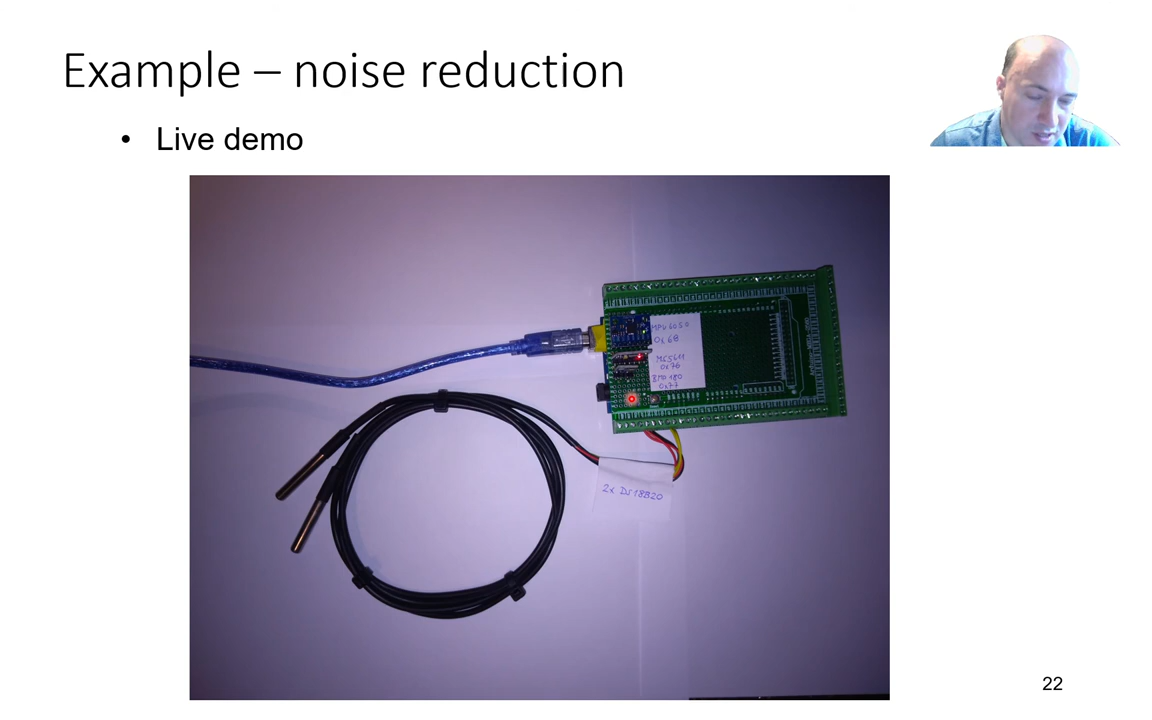 Example – noise reduction
• Live demo
MPU6050
0x68
MS5611
0x76
BMP180
0x77
2x DS18B20
22